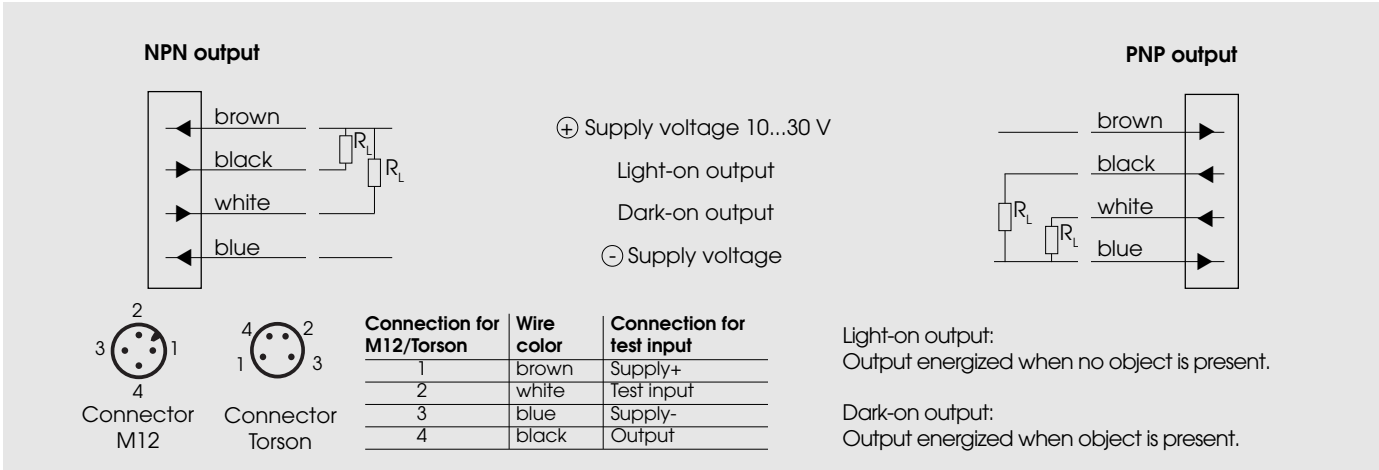 NPN output
PNP output
brown
black
white
blue
RL
RL
⊕ Supply voltage 10...30 V
Light-on output
Dark-on output
⊖ Supply voltage
brown
black
white
blue
RL
RL
2
3 1
4
Connector
M12
4 2
1 3
Connector
Torson
Connection for M12/Torson Wire color Connection for test input
1 brown Supply+
2 white Test input
3 blue Supply-
4 black Output
Light-on output:
Output energized when no object is present.
Dark-on output:
Output energized when object is present.